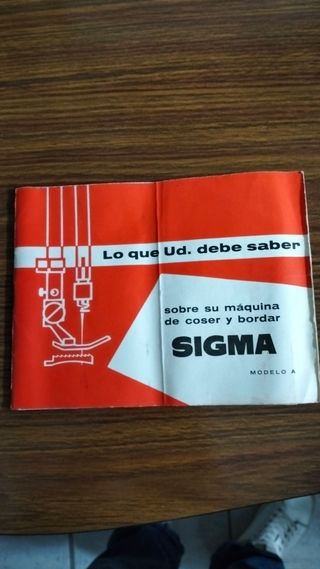 Lo que Ud. debe saber
sobre su máquina
de coser y bordar
SIGMA
MODELO A